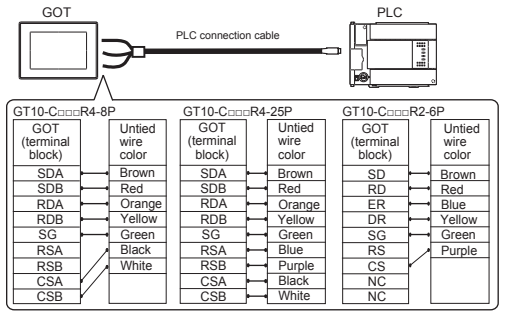 GOT
PLC
PLC connection cable
GT10-C□□□R4-8P
GOT (terminal block) Untied wire color
SDA Brown
SDB Red
RDA Orange
RDB Yellow
SG Green
RSA Black
RSB White
CSA
CSB
GT10-C□□□R4-25P
GOT (terminal block) Untied wire color
SDA Brown
SDB Red
RDA Orange
RDB Yellow
SG Green
RSA Blue
RSB Purple
CSA Black
CSB White
GT10-C□□□R2-6P
GOT (terminal block) Untied wire color
SD Brown
RD Red
ER Blue
DR Yellow
SG Green
RS Purple
CS
NC
NC